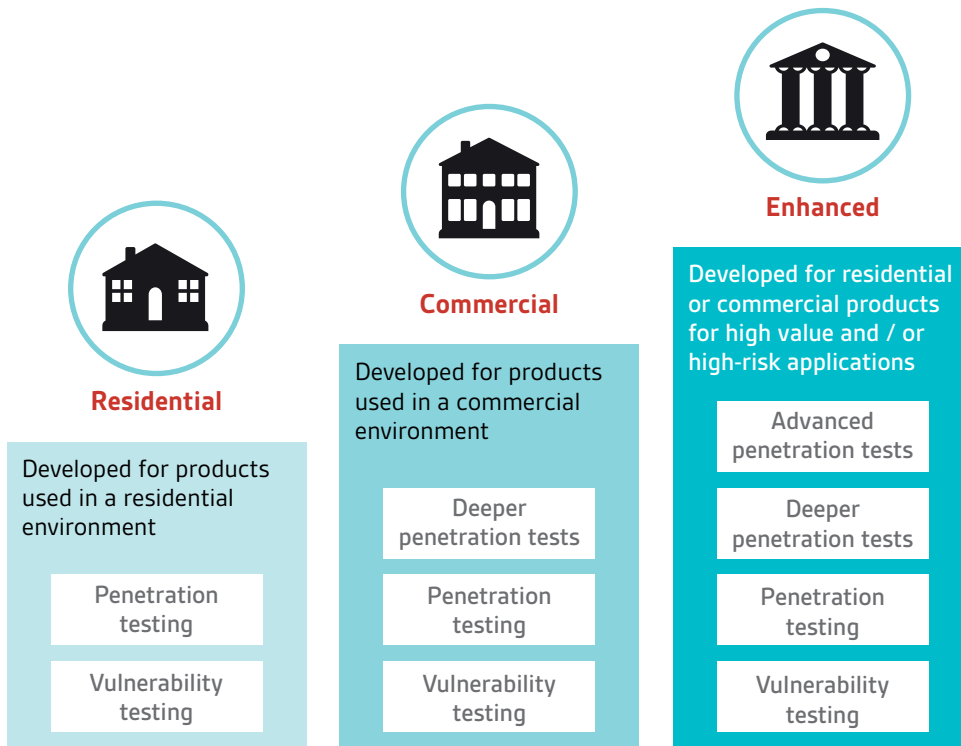 Residential
Developed for products
used in a residential
environment
Penetration
testing
Vulnerability
testing
Commercial
Developed for products
used in a commercial
environment
Deeper
penetration tests
Penetration
testing
Vulnerability
testing
Enhanced
Developed for residential
or commercial products
for high value and / or
high-risk applications
Advanced
penetration tests
Deeper
penetration tests
Penetration
testing
Vulnerability
testing